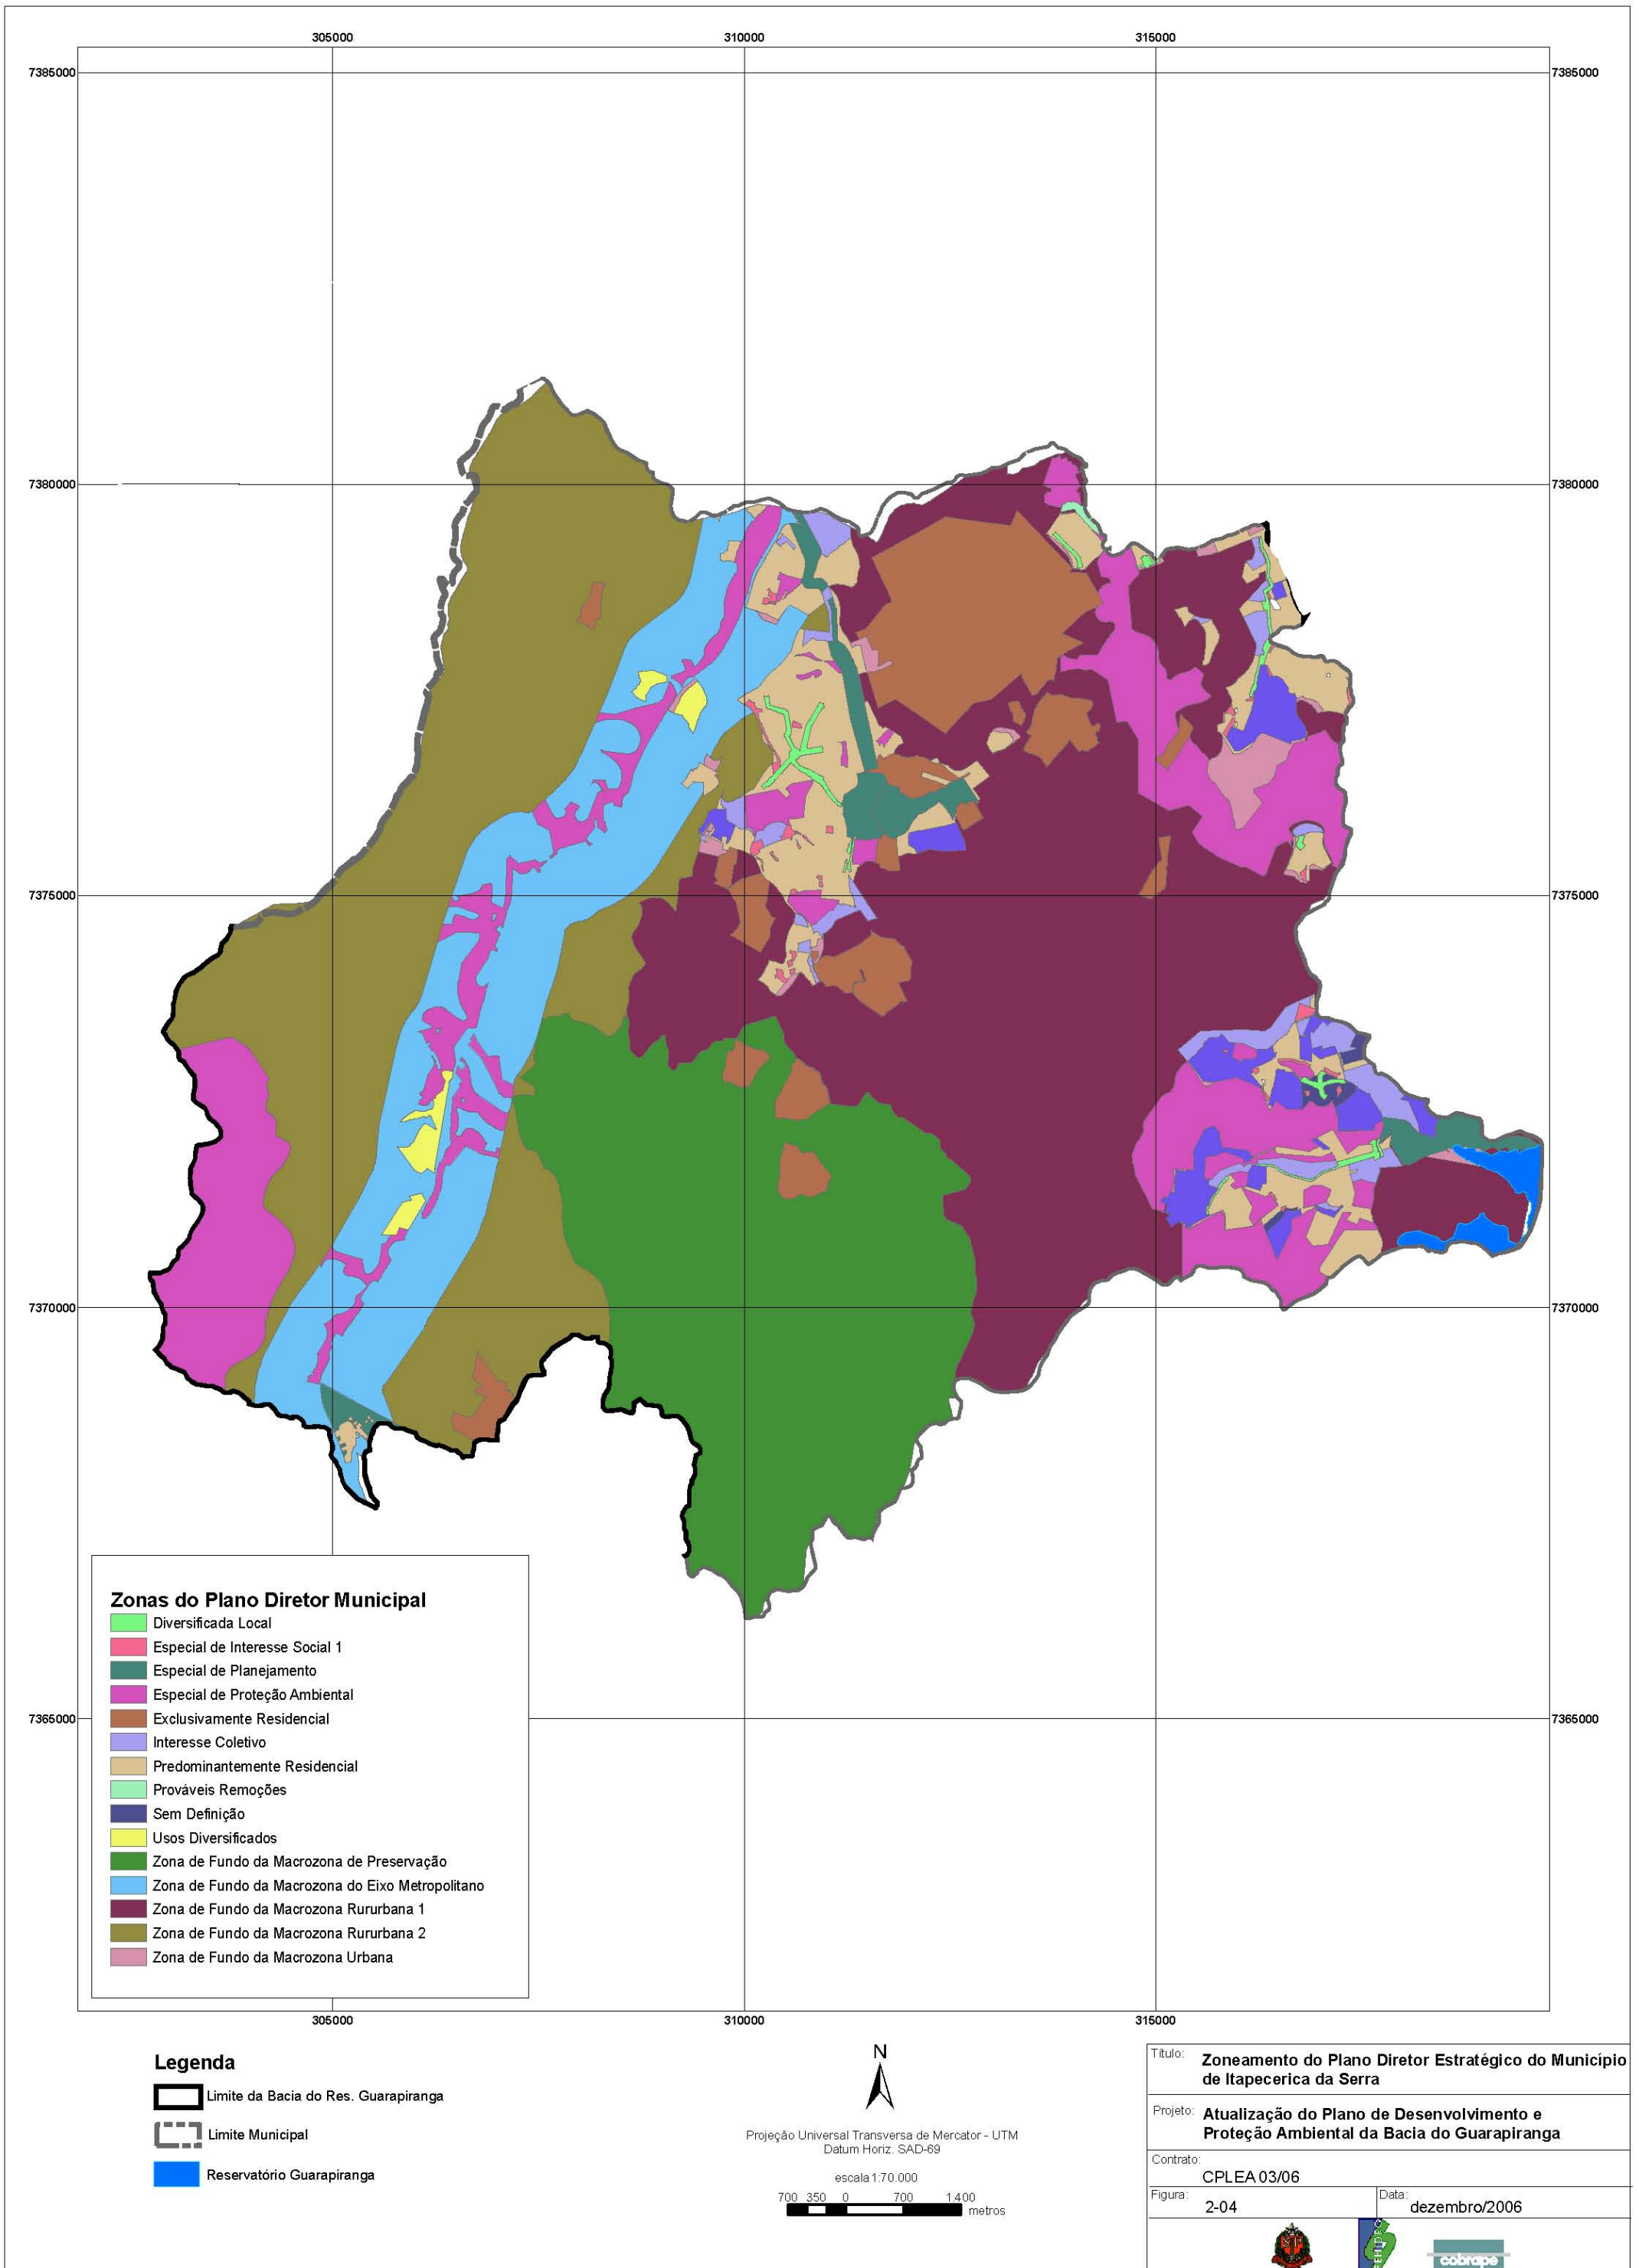 305000 310000 315000
7385000 7385000
7380000 7380000
7375000 7375000
7370000 7370000
7365000 7365000
305000 310000 315000
Zonas do Plano Diretor Municipal
Diversificada Local
Especial de Interesse Social 1
Especial de Planejamento
Especial de Proteção Ambiental
Exclusivamente Residencial
Interesse Coletivo
Predominantemente Residencial
Prováveis Remoções
Sem Definição
Usos Diversificados
Zona de Fundo da Macrozona de Preservação
Zona de Fundo da Macrozona do Eixo Metropolitano
Zona de Fundo da Macrozona Rururbana 1
Zona de Fundo da Macrozona Rururbana 2
Zona de Fundo da Macrozona Urbana
Legenda
Limite da Bacia do Res. Guarapiranga
Limite Municipal
Reservatório Guarapiranga
N
Projeção Universal Transversa de Mercator - UTM
Datum Horiz. SAD-69
escala 1:70.000
700 350 0 700 1.400
metros
Título: Zoneamento do Plano Diretor Estratégico do Município
de Itapecerica da Serra
Projeto: Atualização do Plano de Desenvolvimento e
Proteção Ambiental da Bacia do Guarapiranga
Contrato:
CPLEA 03/06
Figura: Data:
2-04 dezembro/2006
cobrape